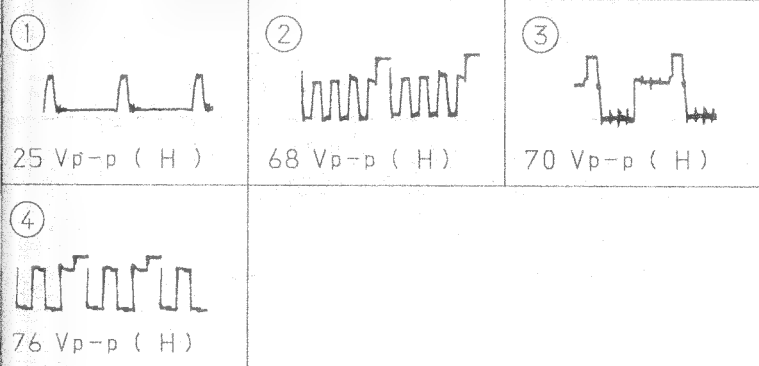 ① ② ③
25 Vp-p ( H ) 68 Vp-p ( H ) 70 Vp-p ( H )
④
76 Vp-p ( H )